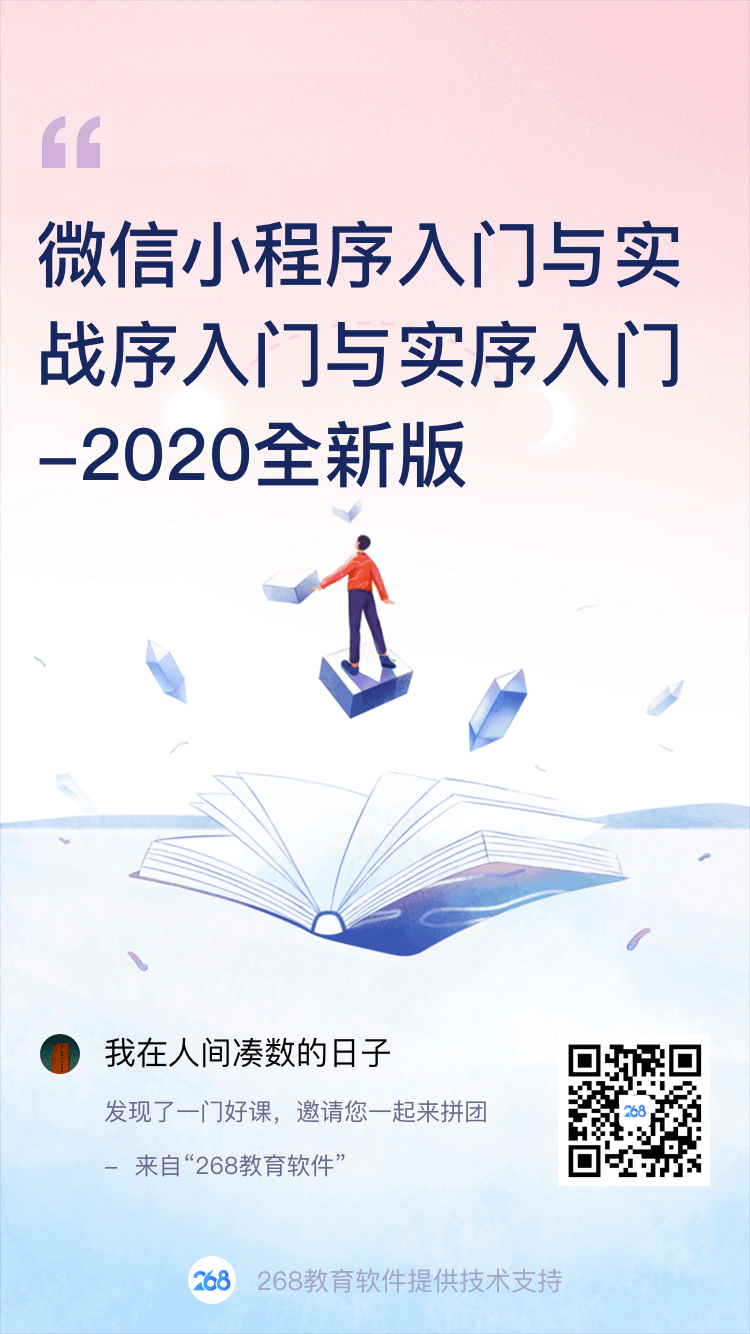 微信小程序入门与实
战序入门与实序入门
-2020全新版
我在人间凑数的日子
发现了一门好课，邀请您一起来拼团
- 来自“268教育软件”
268
268
268教育软件提供技术支持